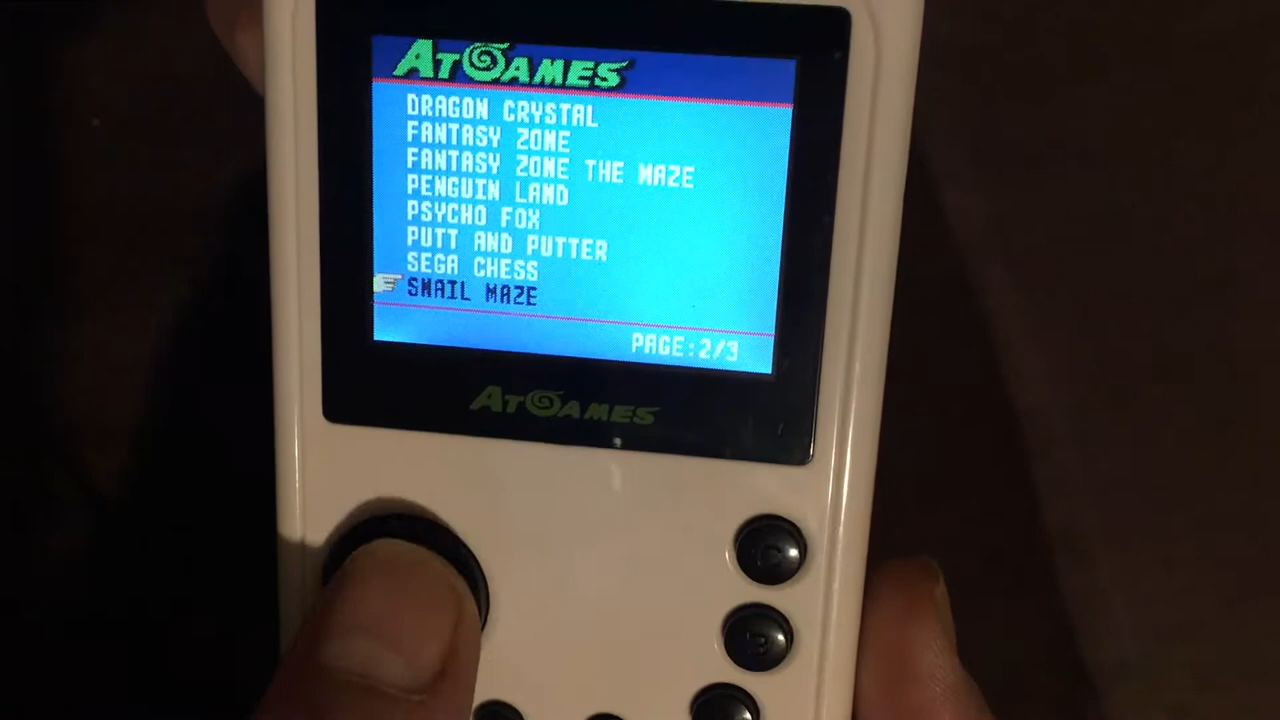 ATGAMES
DRAGON CRYSTAL
FANTASY ZONE
FANTASY ZONE THE MAZE
PENGUIN LAND
PSYCHO FOX
PUTT AND PUTTER
SEGA CHESS
SNAIL MAZE
PAGE:2/3
ATGAMES
C
B